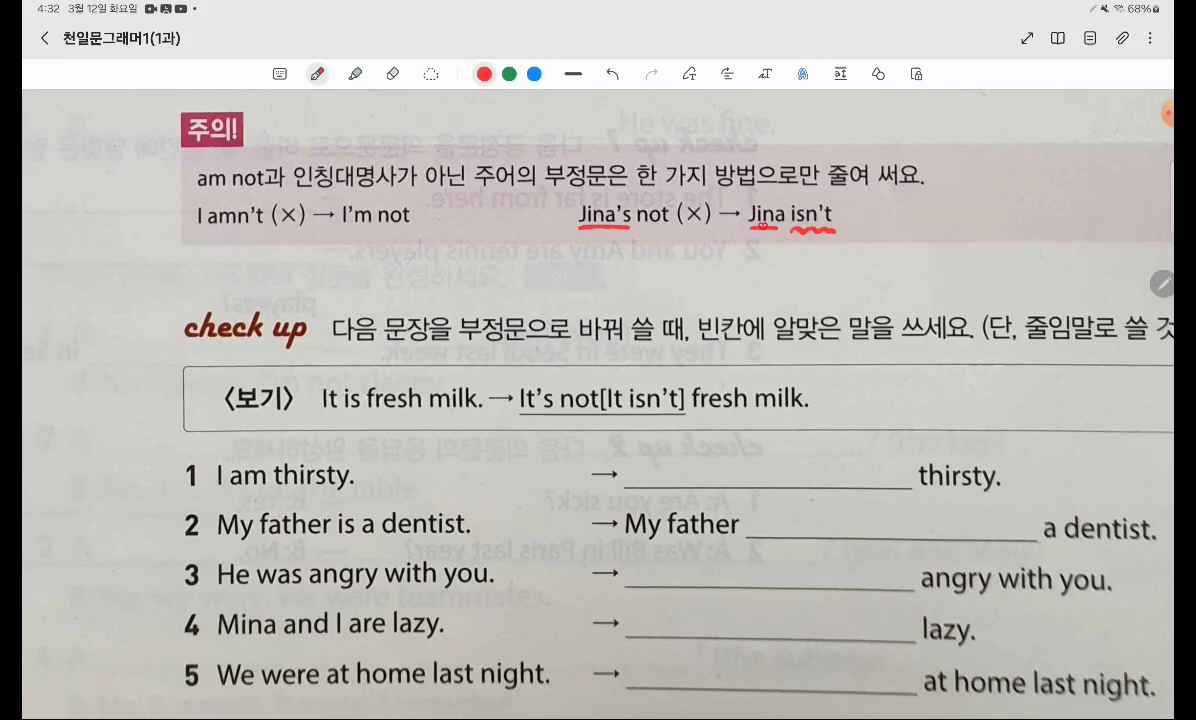 4:32 3월 12일 화요일
68%
천일문그래머1(1과)
주의!
am not과 인칭대명사가 아닌 주어의 부정문은 한 가지 방법으로만 줄여 써요.
I amn't (×) → I'm not Jina's not (×) → Jina isn't
check up 다음 문장을 부정문으로 바꿔 쓸 때, 빈칸에 알맞은 말을 쓰세요. (단, 줄임말로 쓸 것
〈보기〉 It is fresh milk. → It's not[It isn't] fresh milk.
1 I am thirsty. → ____ thirsty.
2 My father is a dentist. → My father ____ a dentist.
3 He was angry with you. → ____ angry with you.
4 Mina and I are lazy. → ____ lazy.
5 We were at home last night. → ____ at home last night.